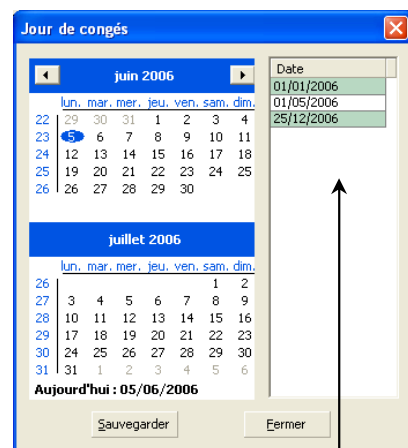 Jour de congés
juin 2006
lun. mar. mer. jeu. ven. sam. dim.
22 29 30 31 1 2 3 4
23 5 6 7 8 9 10 11
24 12 13 14 15 16 17 18
25 19 20 21 22 23 24 25
26 26 27 28 29 30
juillet 2006
lun. mar. mer. jeu. ven. sam. dim.
26 1 2
27 3 4 5 6 7 8 9
28 10 11 12 13 14 15 16
29 17 18 19 20 21 22 23
30 24 25 26 27 28 29 30
31 31 1 2 3 4 5 6
Aujourd'hui : 05/06/2006
Date
01/01/2006
01/05/2006
25/12/2006
Sauvegarder
Fermer